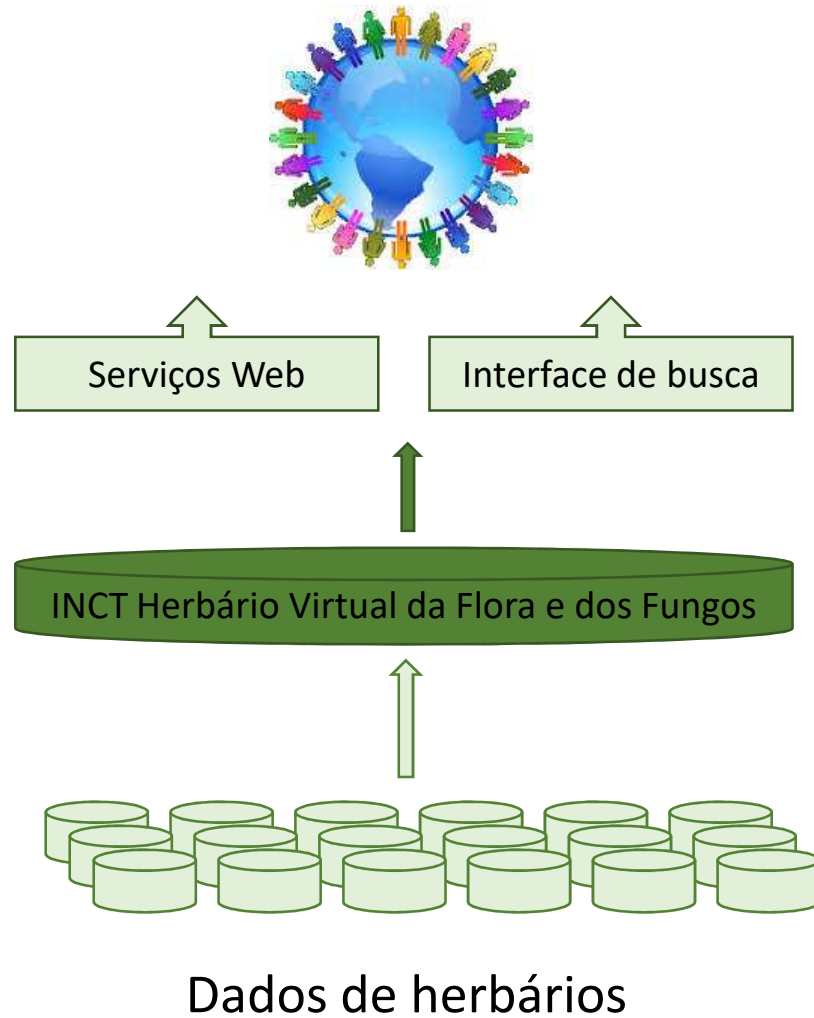 Serviços Web
Interface de busca
INCT Herbário Virtual da Flora e dos Fungos
Dados de herbários